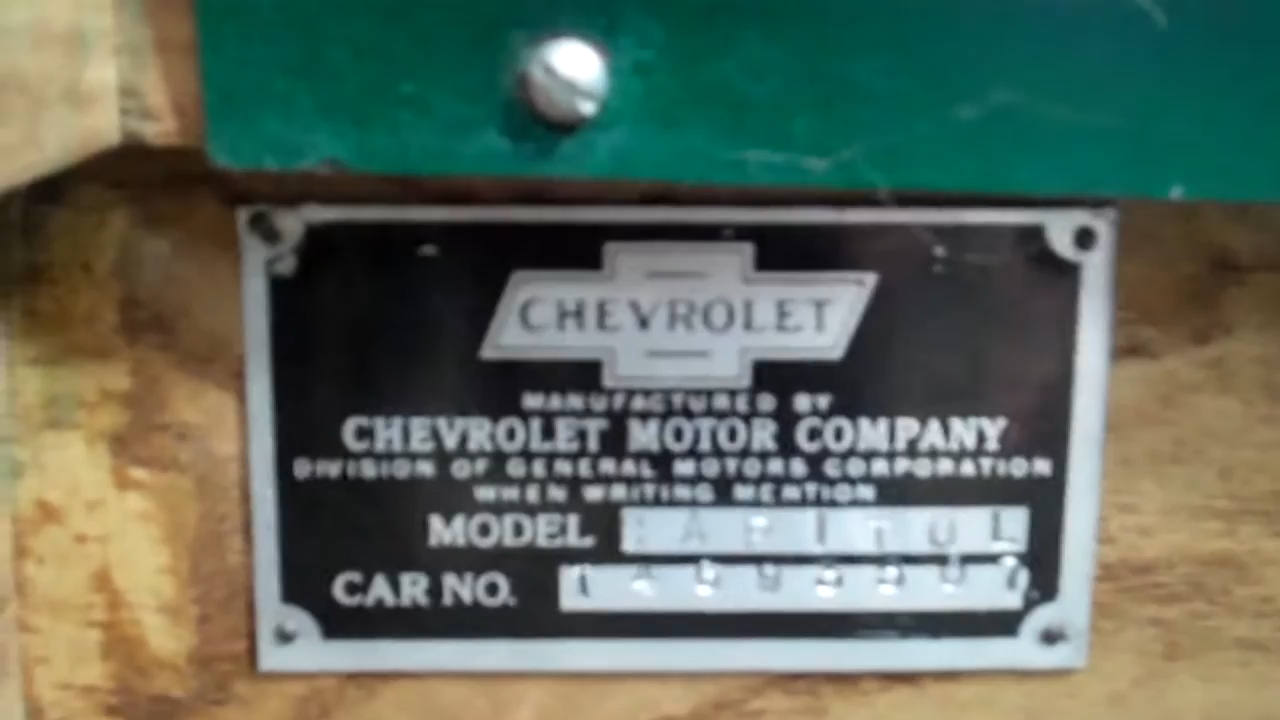 CHEVROLET
MANUFACTURED BY
CHEVROLET MOTOR COMPANY
DIVISION OF GENERAL MOTORS CORPORATION
WHEN WRITING MENTION
MODEL
CAR NO.